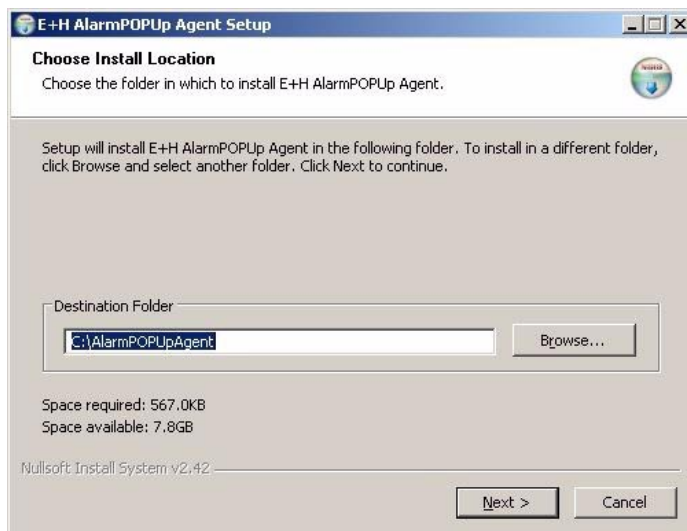 E+H AlarmPOPUp Agent Setup
Choose Install Location
Choose the folder in which to install E+H AlarmPOPUp Agent.
Setup will install E+H AlarmPOPUp Agent in the following folder. To install in a different folder,
click Browse and select another folder. Click Next to continue.
Destination Folder
C:\AlarmPOPUpAgent
Browse...
Space required: 567.0KB
Space available: 7.8GB
Nullsoft Install System v2.42
Next >
Cancel